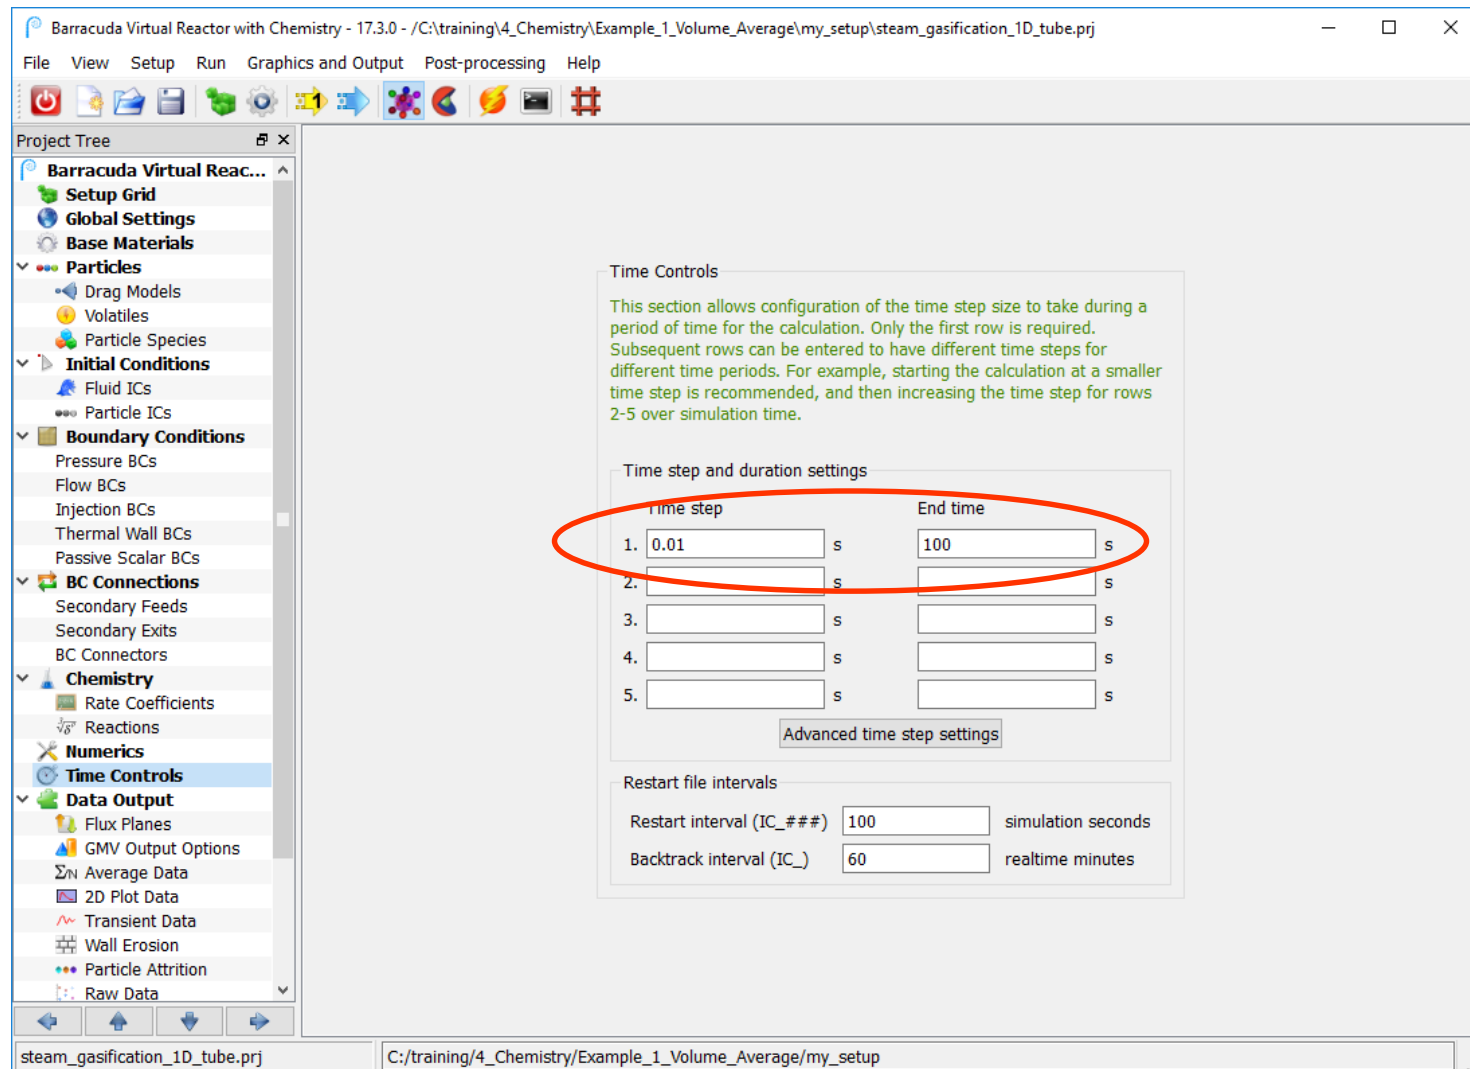 Barracuda Virtual Reactor with Chemistry - 17.3.0 - /C:\training\4_Chemistry\Example_1_Volume_Average\my_setup\steam_gasification_1D_tube.prj
File View Setup Run Graphics and Output Post-processing Help
1
Project Tree
Barracuda Virtual Reac...
Setup Grid
Global Settings
Base Materials
Particles
Drag Models
Volatiles
Particle Species
Initial Conditions
Fluid ICs
Particle ICs
Boundary Conditions
Pressure BCs
Flow BCs
Injection BCs
Thermal Wall BCs
Passive Scalar BCs
BC Connections
Secondary Feeds
Secondary Exits
BC Connectors
Chemistry
Rate Coefficients
Reactions
Numerics
Time Controls
Data Output
Flux Planes
GMV Output Options
Σ/N Average Data
2D Plot Data
Transient Data
Wall Erosion
Particle Attrition
Raw Data
Time Controls
This section allows configuration of the time step size to take during a
period of time for the calculation. Only the first row is required.
Subsequent rows can be entered to have different time steps for
different time periods. For example, starting the calculation at a smaller
time step is recommended, and then increasing the time step for rows
2-5 over simulation time.
Time step and duration settings
Time step End time
1. 0.01 s 100 s
2. s s
3. s s
4. s s
5. s s
Advanced time step settings
Restart file intervals
Restart interval (IC_###) 100 simulation seconds
Backtrack interval (IC_) 60 realtime minutes
steam_gasification_1D_tube.prj C:/training/4_Chemistry/Example_1_Volume_Average/my_setup